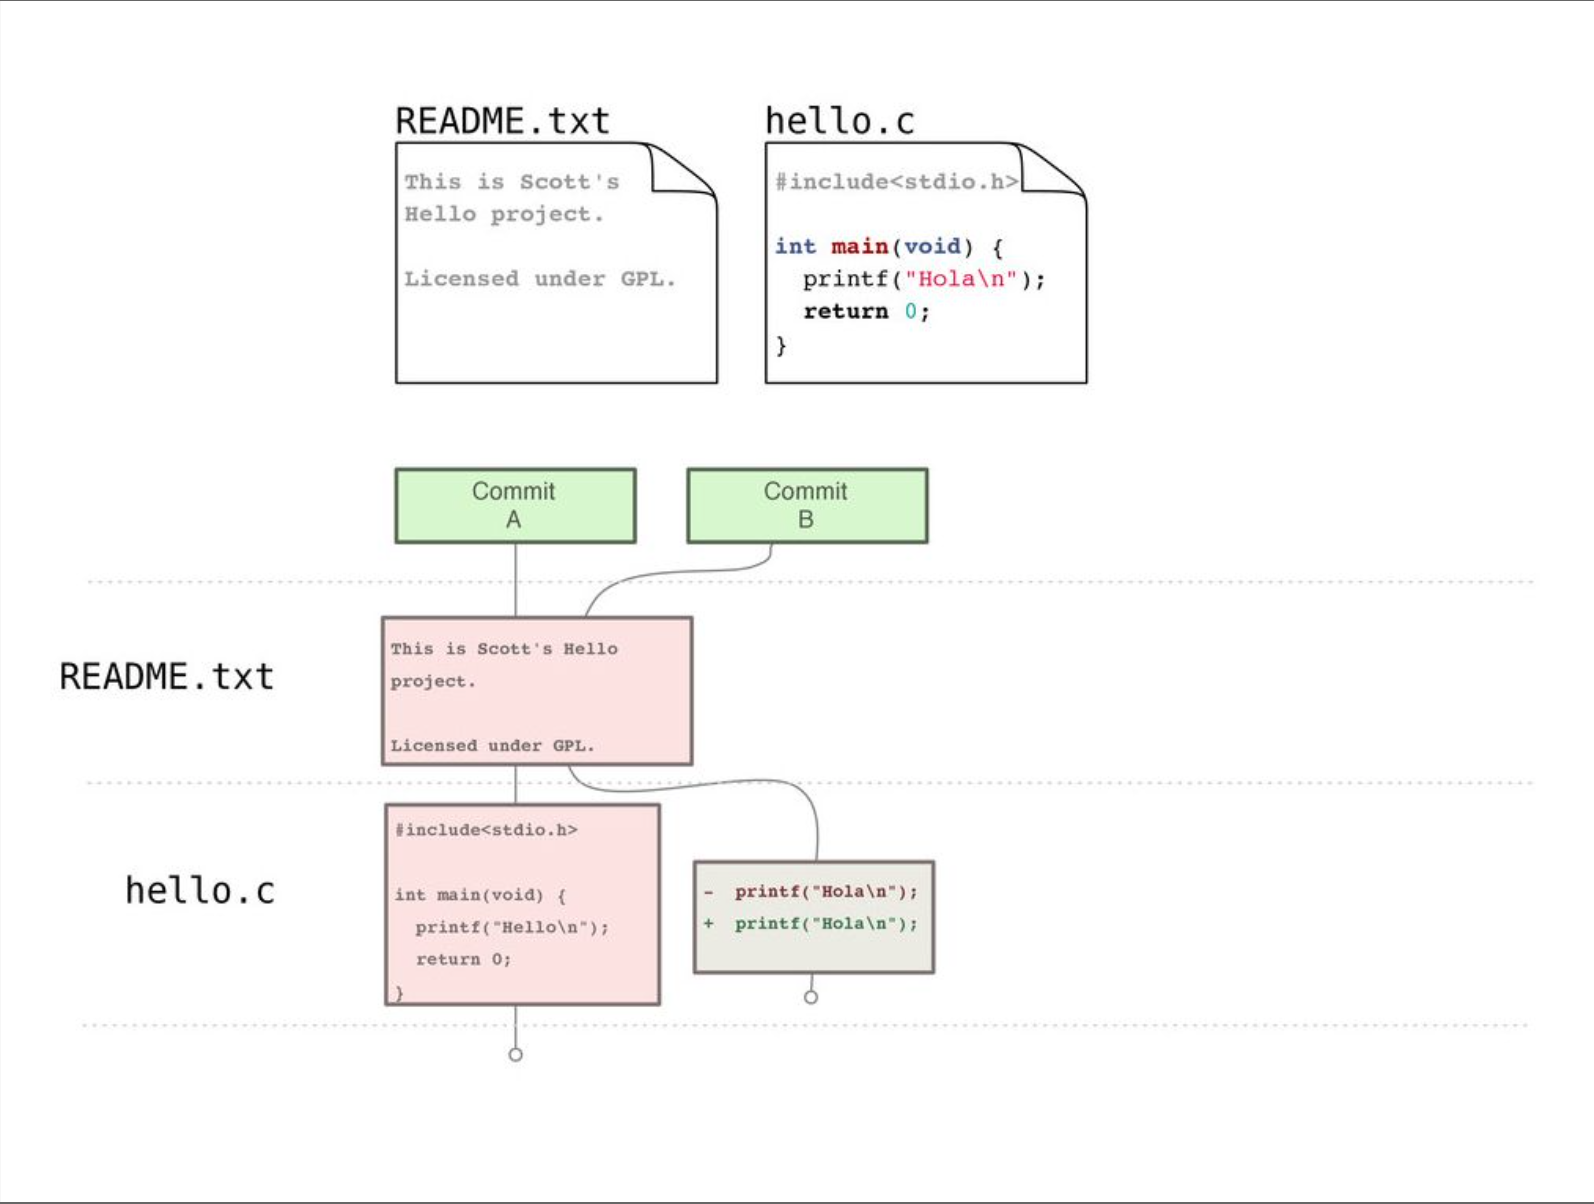 README.txt
This is Scott's
Hello project.
Licensed under GPL.
hello.c
#include<stdio.h>
int main(void) {
  printf("Hola\n");
  return 0;
}
Commit
A
Commit
B
README.txt
This is Scott's Hello
project.
Licensed under GPL.
hello.c
#include<stdio.h>
int main(void) {
  printf("Hello\n");
  return 0;
}
-  printf("Hola\n");
+  printf("Hola\n");